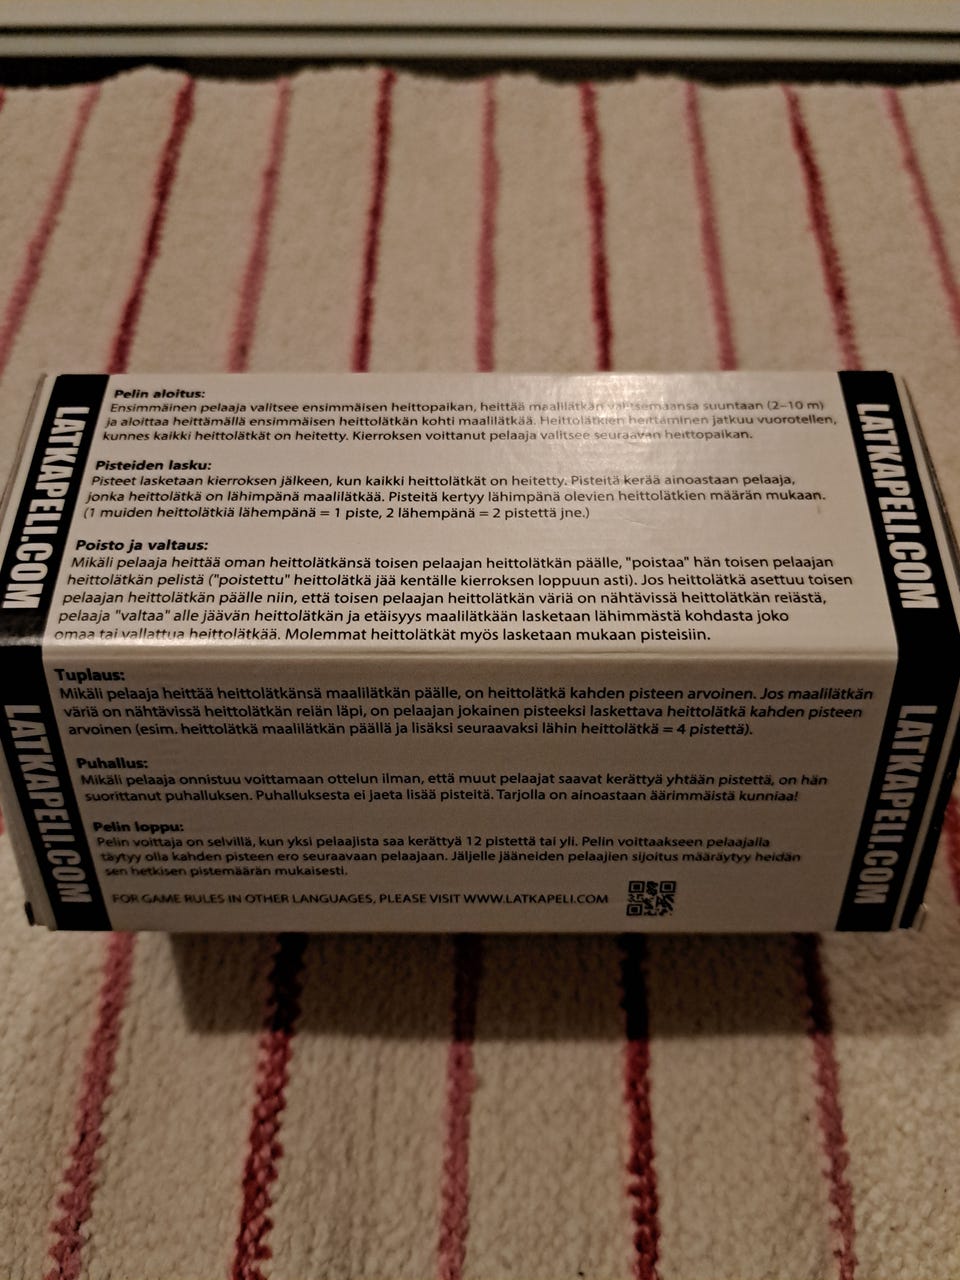 Pelin aloitus:
Ensimmäinen pelaaja valitsee ensimmäisen heittopaikan, heittää maalilätkän valitsemaansa suuntaan (2–10 m)
ja aloittaa heittämällä ensimmäisen heittolätkän kohti maalilätkää. Heittolätkien heittäminen jatkuu vuorotellen,
kunnes kaikki heittolätkät on heitetty. Kierroksen voittanut pelaaja valitsee seuraavan heittopaikan.
Pisteiden lasku:
Pisteet lasketaan kierroksen jälkeen, kun kaikki heittolätkät on heitetty. Pisteitä kerää ainoastaan pelaaja,
jonka heittolätkä on lähimpänä maalilätkää. Pisteitä kertyy lähimpänä olevien heittolätkien määrän mukaan.
(1 muiden heittolätkiä lähempänä = 1 piste, 2 lähempänä = 2 pistettä jne.)
Poisto ja valtaus:
Mikäli pelaaja heittää oman heittolätkänsä toisen pelaajan heittolätkän päälle, "poistaa" hän toisen pelaajan
heittolätkän pelistä ("poistettu" heittolätkä jää kentälle kierroksen loppuun asti). Jos heittolätkä asettuu toisen
pelaajan heittolätkän päälle niin, että toisen pelaajan heittolätkän väriä on nähtävissä heittolätkän reiästä,
pelaaja "valtaa" alle jäävän heittolätkän ja etäisyys maalilätkään lasketaan lähimmästä kohdasta joko
omaa tai vallattua heittolätkää. Molemmat heittolätkät myös lasketaan mukaan pisteisiin.
LATKAPELI.COM
LATKAPELI.COM
Tuplaus:
Mikäli pelaaja heittää heittolätkänsä maalilätkän päälle, on heittolätkä kahden pisteen arvoinen. Jos maalilätkän
väriä on nähtävissä heittolätkän reiän läpi, on pelaajan jokainen pisteeksi laskettava heittolätkä kahden pisteen
arvoinen (esim. heittolätkä maalilätkän päällä ja lisäksi seuraavaksi lähin heittolätkä = 4 pistettä).
Puhallus:
Mikäli pelaaja onnistuu voittamaan ottelun ilman, että muut pelaajat saavat kerättyä yhtään pistettä, on hän
suorittanut puhalluksen. Puhalluksesta ei jaeta lisää pisteitä. Tarjolla on ainoastaan äärimmäistä kunniaa!
Pelin loppu:
Pelin voittaja on selvillä, kun yksi pelaajista saa kerättyä 12 pistettä tai yli. Pelin voittaakseen pelaajalla
täytyy olla kahden pisteen ero seuraavaan pelaajaan. Jäljelle jääneiden pelaajien sijoitus määräytyy heidän
sen hetkisen pistemäärän mukaisesti.
FOR GAME RULES IN OTHER LANGUAGES, PLEASE VISIT WWW.LATKAPELI.COM
LATKAPELI.COM
LATKAPELI.COM